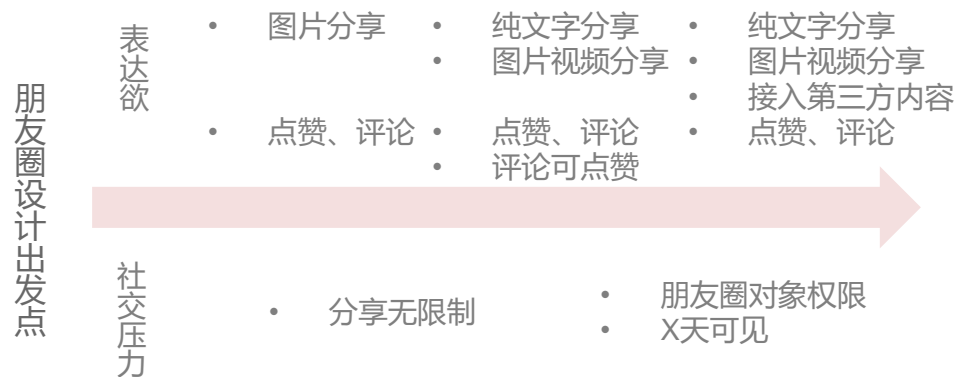 朋友圈设计出发点
表达欲
• 图片分享
• 点赞、评论
• 纯文字分享
• 图片视频分享
• 点赞、评论
• 评论可点赞
• 纯文字分享
• 图片视频分享
• 接入第三方内容
• 点赞、评论
社交压力
• 分享无限制
• 朋友圈对象权限
• X天可见